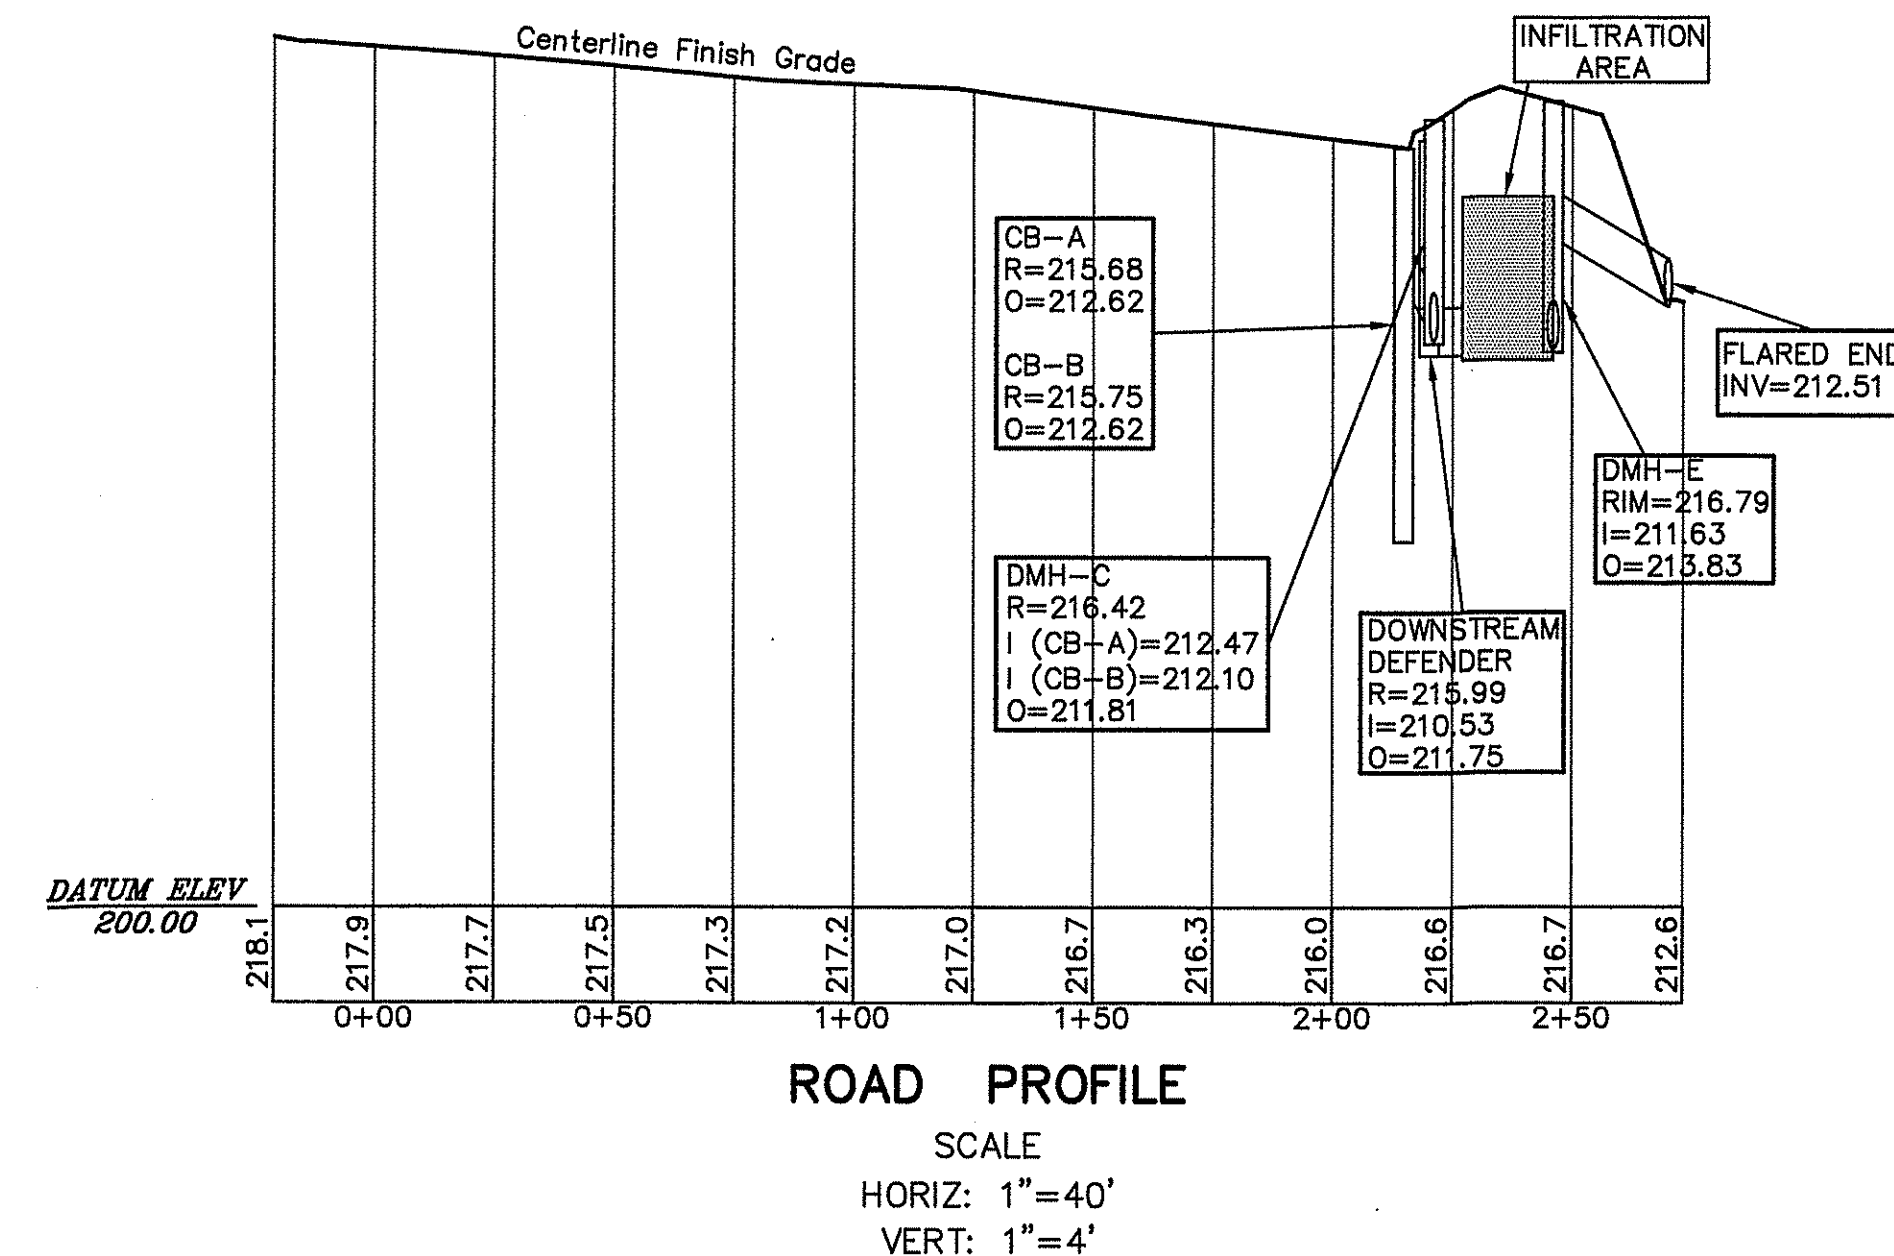 Centerline Finish Grade
INFILTRATION
AREA
CB-A
R=215.68
O=212.62
CB-B
R=215.75
O=212.62
FLARED END
INV=212.51
DMH-E
RIM=216.79
I=211.63
O=213.83
DMH-C
R=216.42
I (CB-A)=212.47
I (CB-B)=212.10
O=211.81
DOWNSTREAM
DEFENDER
R=215.99
I=210.53
O=211.75
DATUM ELEV
200.00
218.1
217.9
217.7
217.5
217.3
217.2
217.0
216.7
216.3
216.0
216.6
216.7
212.6
0+00
0+50
1+00
1+50
2+00
2+50
ROAD PROFILE
SCALE
HORIZ: 1"=40'
VERT: 1"=4'